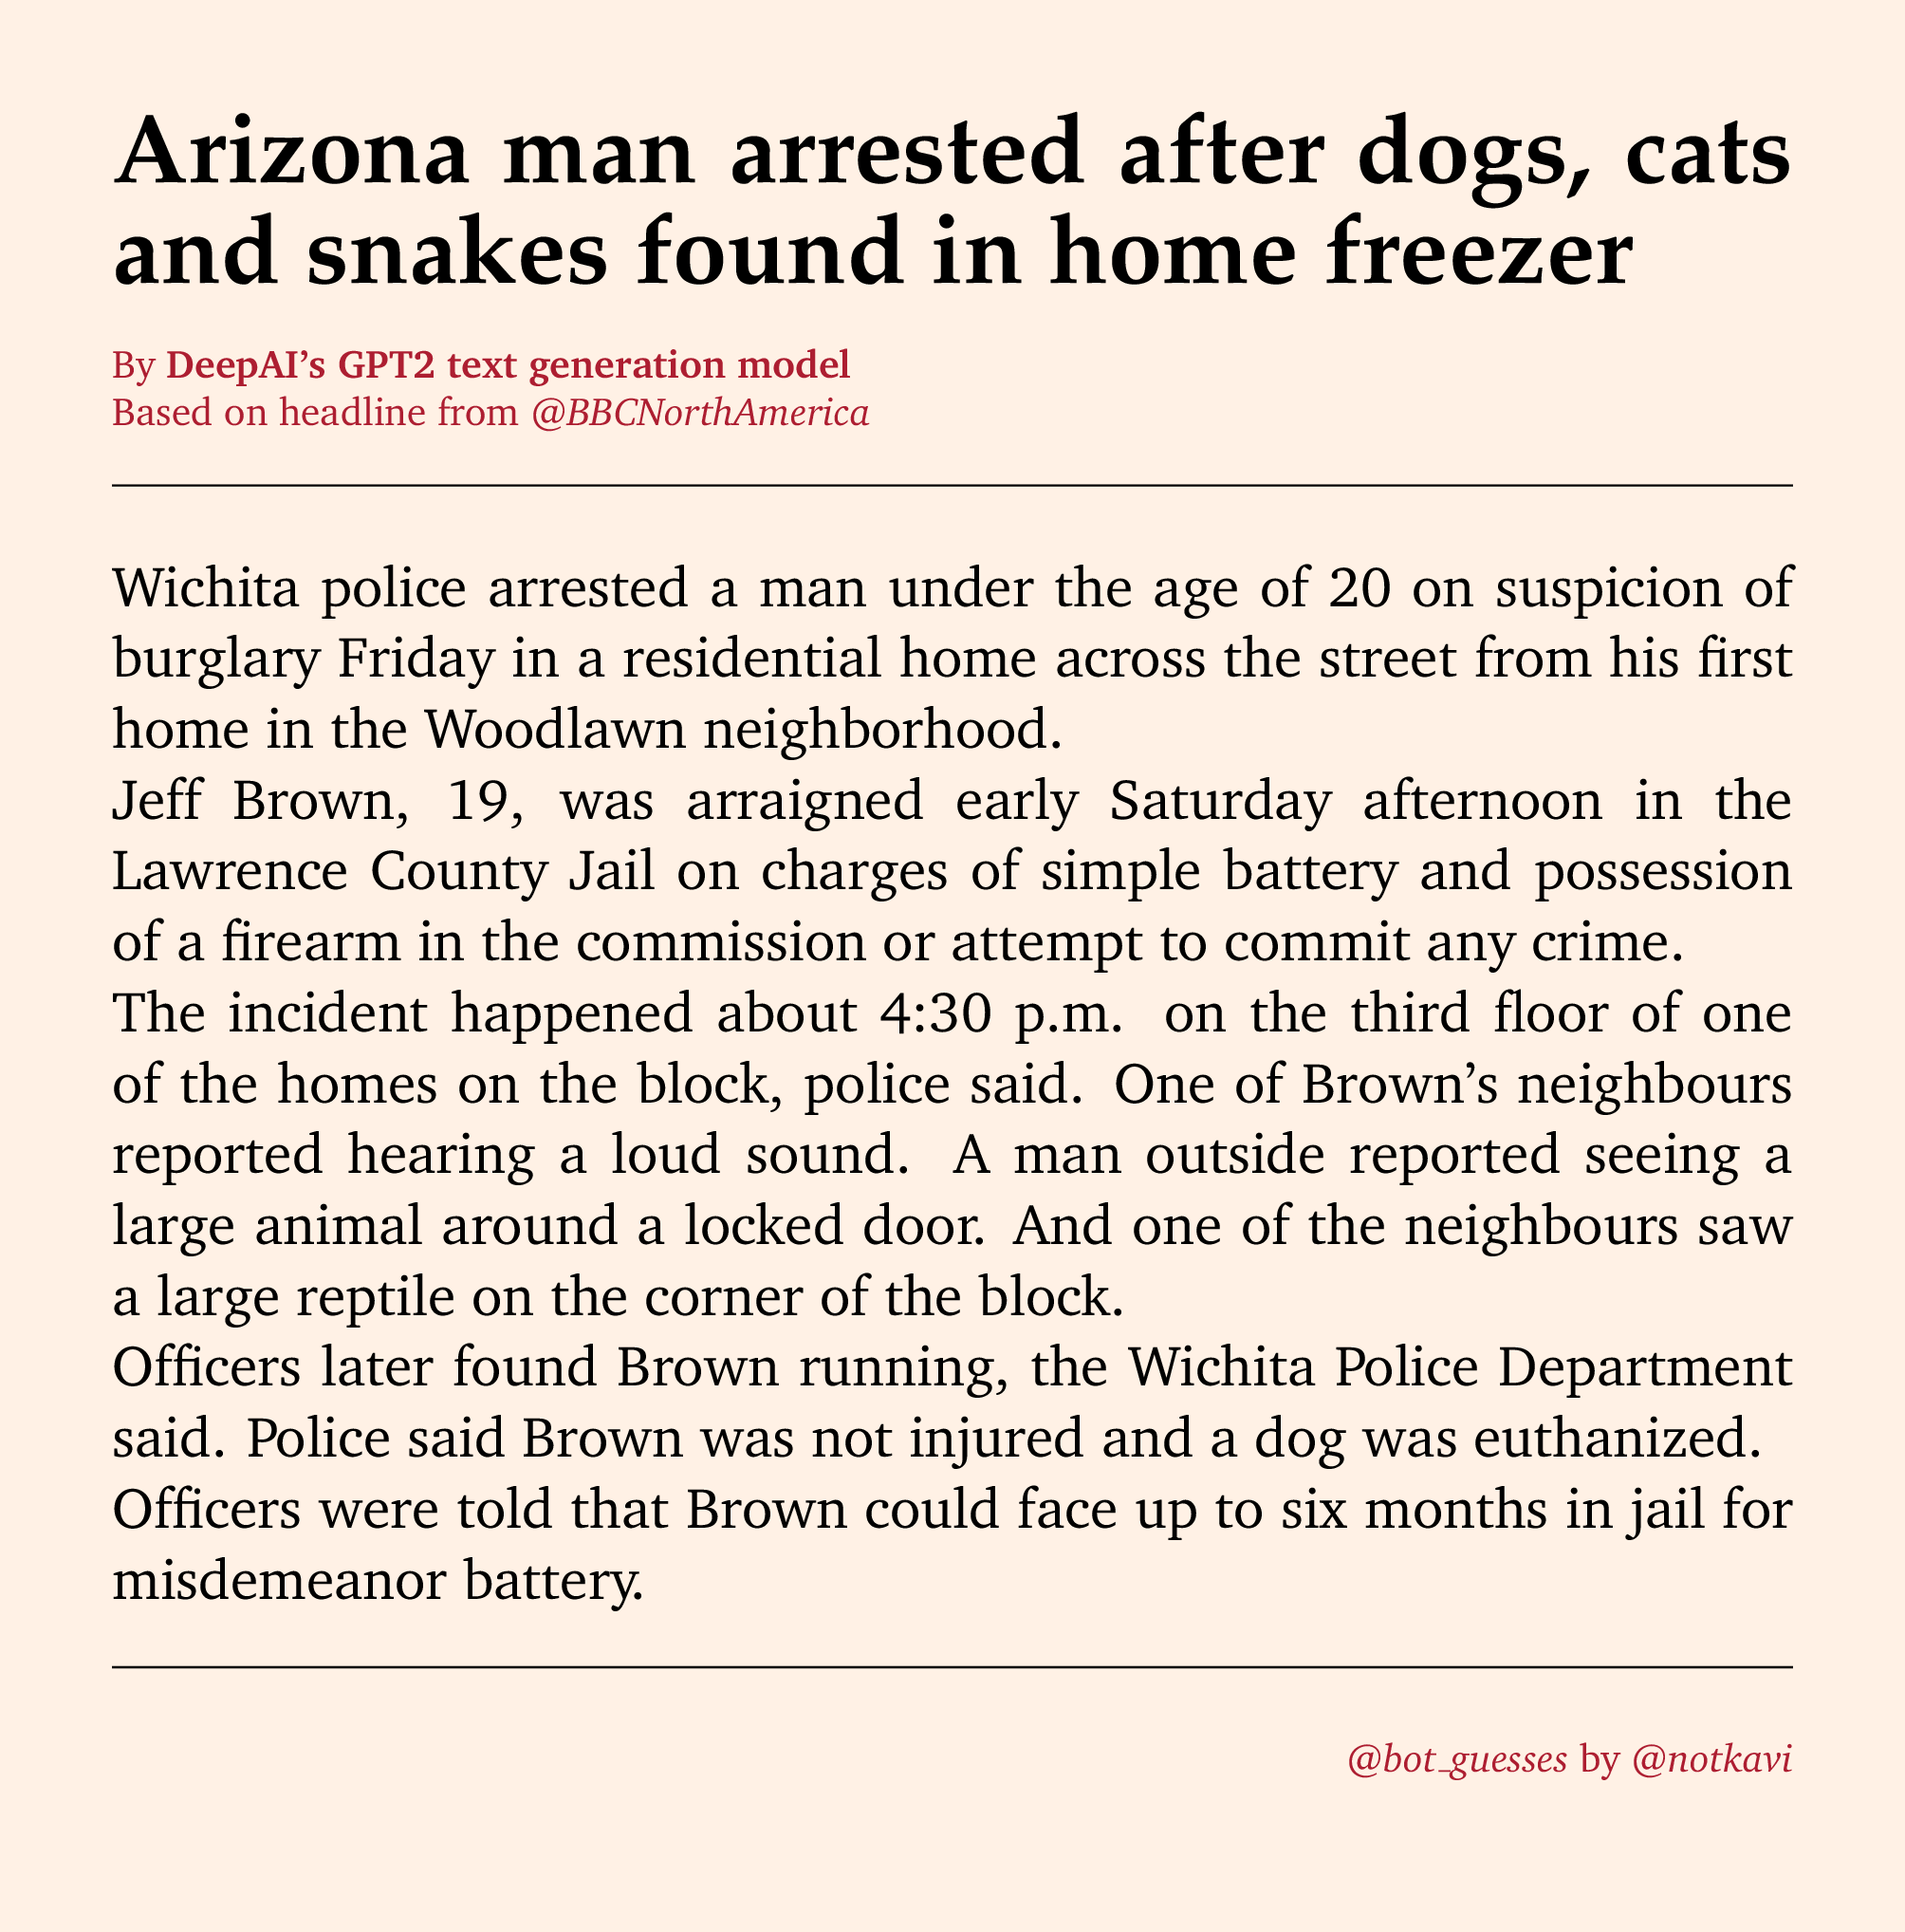 Arizona man arrested after dogs, cats
and snakes found in home freezer
By DeepAI’s GPT2 text generation model
Based on headline from @BBCNorthAmerica
Wichita police arrested a man under the age of 20 on suspicion of
burglary Friday in a residential home across the street from his first
home in the Woodlawn neighborhood.
Jeff Brown, 19, was arraigned early Saturday afternoon in the
Lawrence County Jail on charges of simple battery and possession
of a firearm in the commission or attempt to commit any crime.
The incident happened about 4:30 p.m. on the third floor of one
of the homes on the block, police said. One of Brown’s neighbours
reported hearing a loud sound. A man outside reported seeing a
large animal around a locked door. And one of the neighbours saw
a large reptile on the corner of the block.
Officers later found Brown running, the Wichita Police Department
said. Police said Brown was not injured and a dog was euthanized.
Officers were told that Brown could face up to six months in jail for
misdemeanor battery.
@bot_guesses by @notkavi